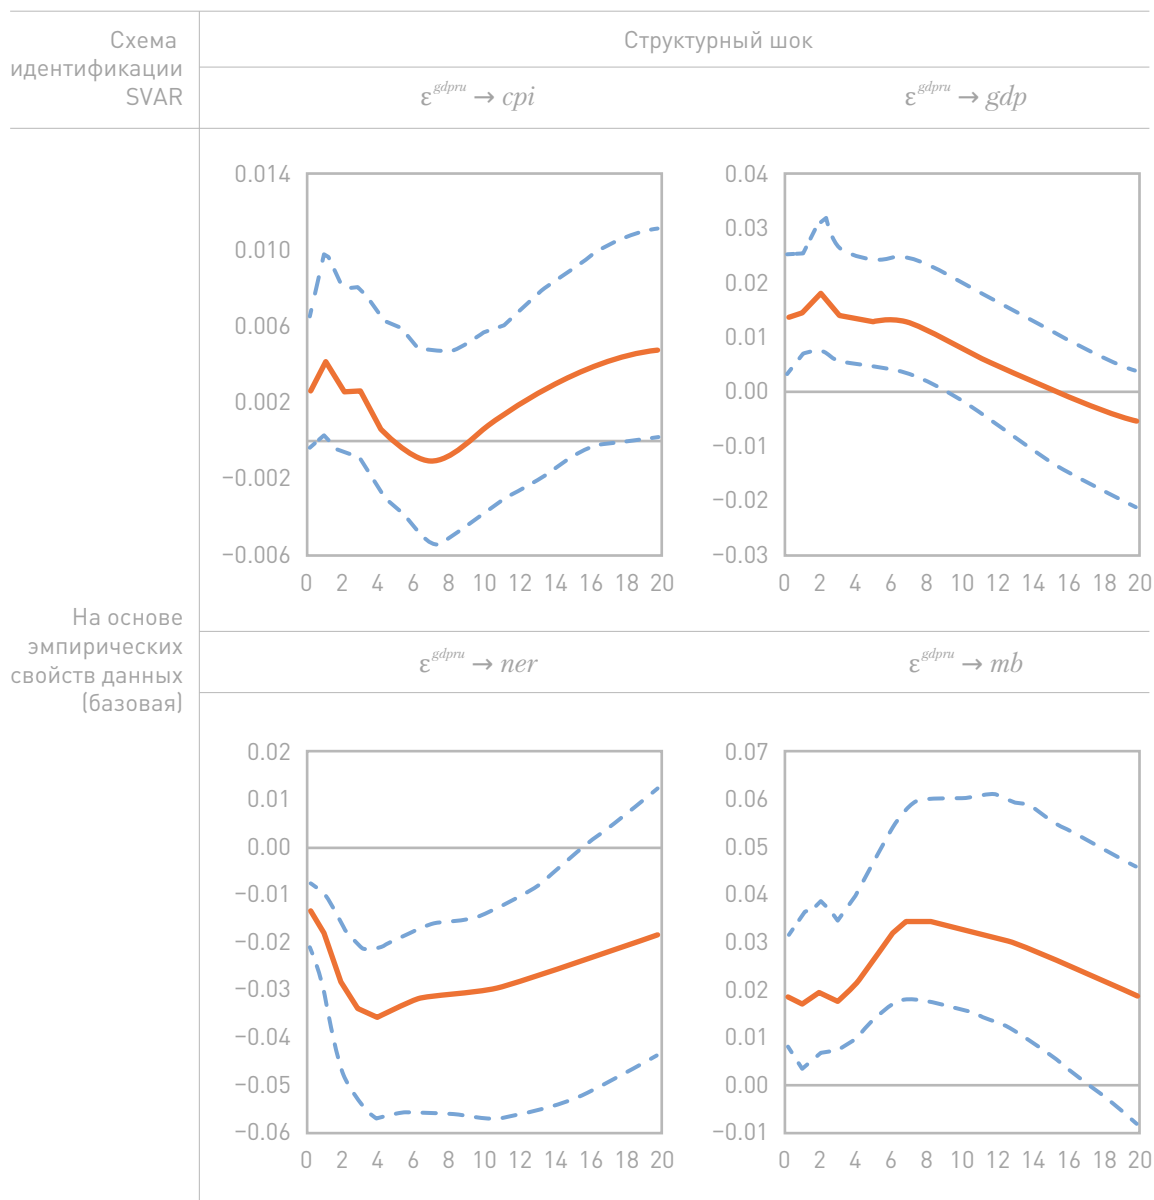 Схема
идентификации
SVAR
Структурный шок
ε^gdpru → cpi
ε^gdpru → gdp
На основе
эмпирических
свойств данных
(базовая)
0.014
0.010
0.006
0.002
−0.002
−0.006
0 2 4 6 8 10 12 14 16 18 20
0.04
0.03
0.02
0.01
0.00
−0.01
−0.02
−0.03
0 2 4 6 8 10 12 14 16 18 20
ε^gdpru → ner
ε^gdpru → mb
0.02
0.01
0.00
−0.01
−0.02
−0.03
−0.04
−0.05
−0.06
0 2 4 6 8 10 12 14 16 18 20
0.07
0.06
0.05
0.04
0.03
0.02
0.01
0.00
−0.01
0 2 4 6 8 10 12 14 16 18 20